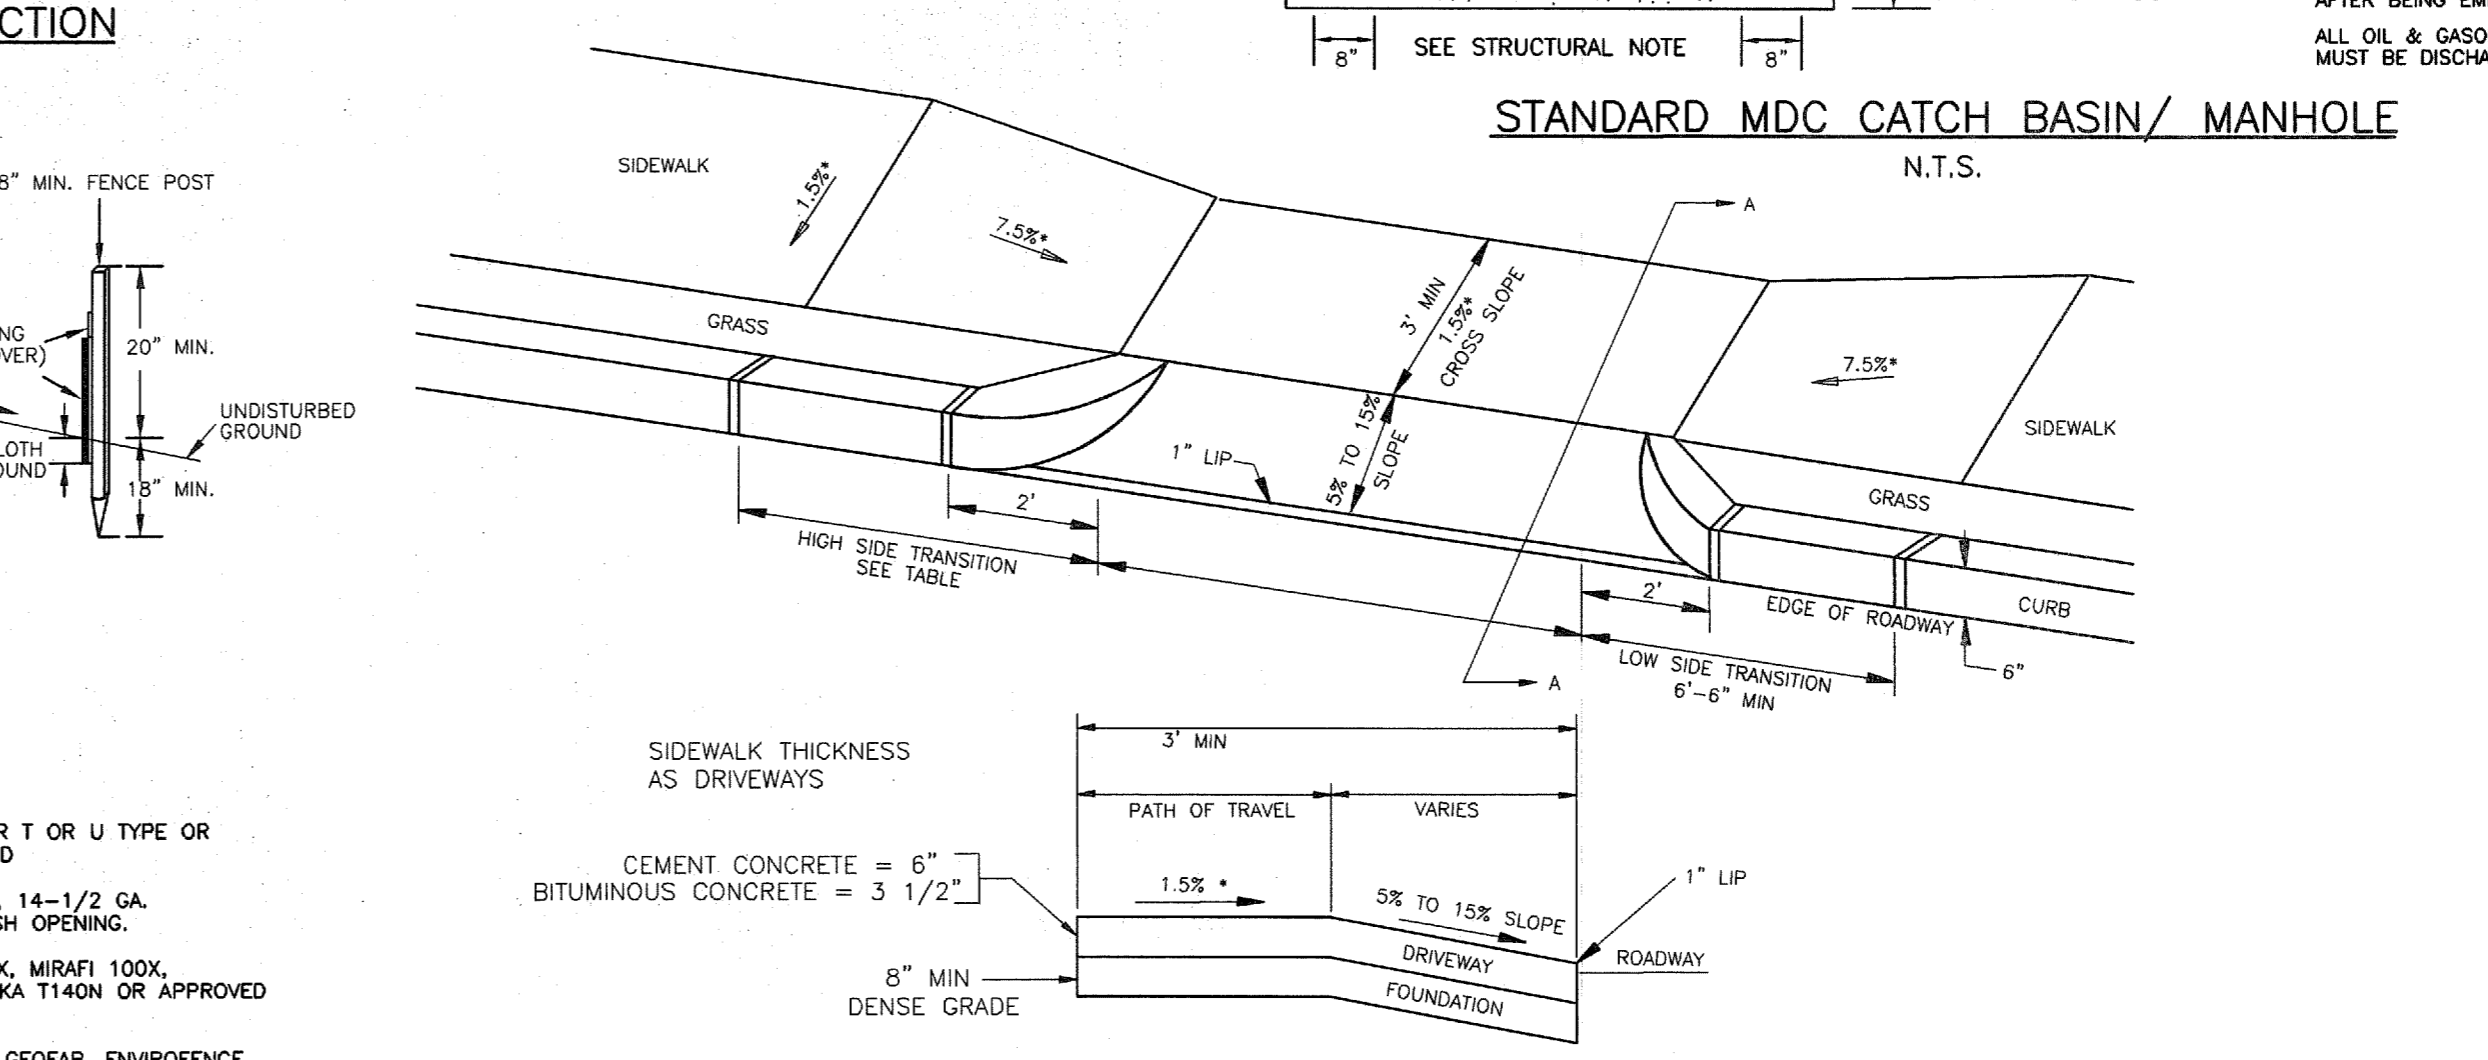 CTION
8" MIN. FENCE POST
20" MIN.
UNDISTURBED
GROUND
18" MIN.
R T OR U TYPE OR
D
14-1/2 GA.
SH OPENING.
X, MIRAFI 100X,
KA T140N OR APPROVED
GEOFAB, ENVIROFENCE
8"
SEE STRUCTURAL NOTE
8"
STANDARD MDC CATCH BASIN/ MANHOLE
N.T.S.
ALL OIL & GASO
MUST BE DISCHA
SIDEWALK
1.5%*
7.5%*
GRASS
3' MIN
1.5%*
CROSS SLOPE
A
7.5%*
SIDEWALK
1" LIP
5% TO 15%
SLOPE
GRASS
2'
HIGH SIDE TRANSITION
SEE TABLE
2'
EDGE OF ROADWAY
CURB
LOW SIDE TRANSITION
6'-6" MIN
6"
A
SIDEWALK THICKNESS
AS DRIVEWAYS
3' MIN
PATH OF TRAVEL
VARIES
CEMENT CONCRETE = 6"
BITUMINOUS CONCRETE = 3 1/2"
1.5% *
5% TO 15% SLOPE
1" LIP
ROADWAY
DRIVEWAY
8" MIN
DENSE GRADE
FOUNDATION